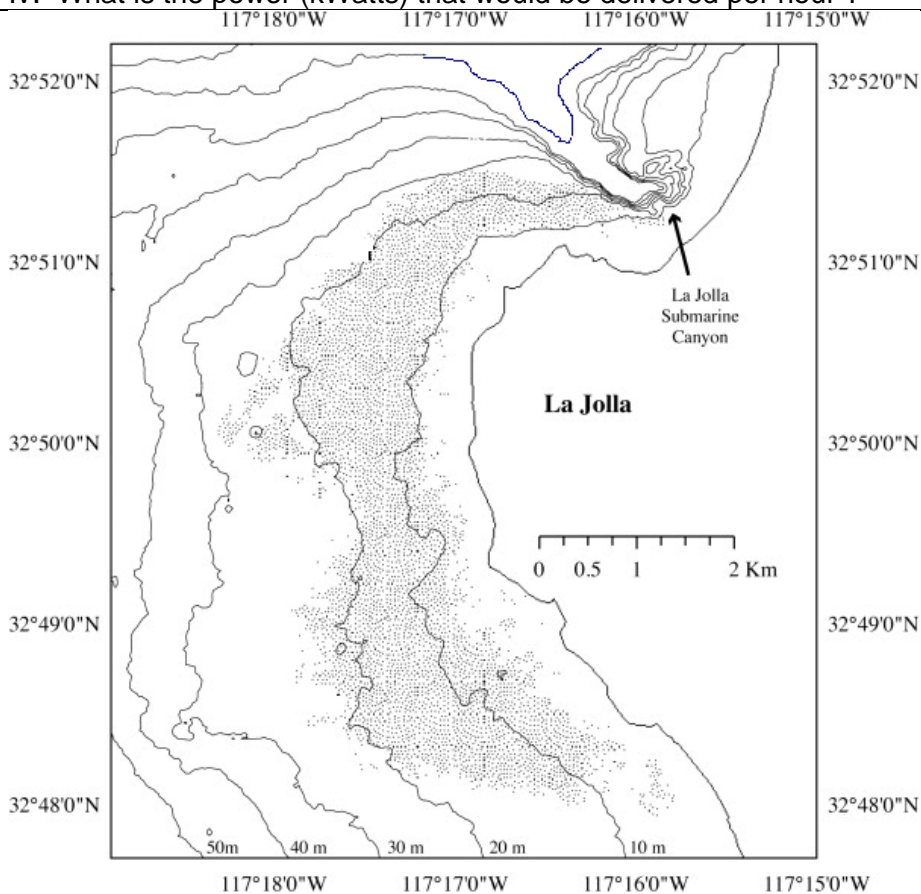 What is the power (kWatts) that would be delivered per hour ?
117°18'0"W 117°17'0"W 117°16'0"W 117°15'0"W
32°52'0"N 32°52'0"N
32°51'0"N 32°51'0"N
La Jolla
Submarine
Canyon
La Jolla
32°50'0"N 32°50'0"N
0 0.5 1 2 Km
32°49'0"N 32°49'0"N
32°48'0"N 32°48'0"N
50m 40 m 30 m 20 m 10 m
117°18'0"W 117°17'0"W 117°16'0"W 117°15'0"W